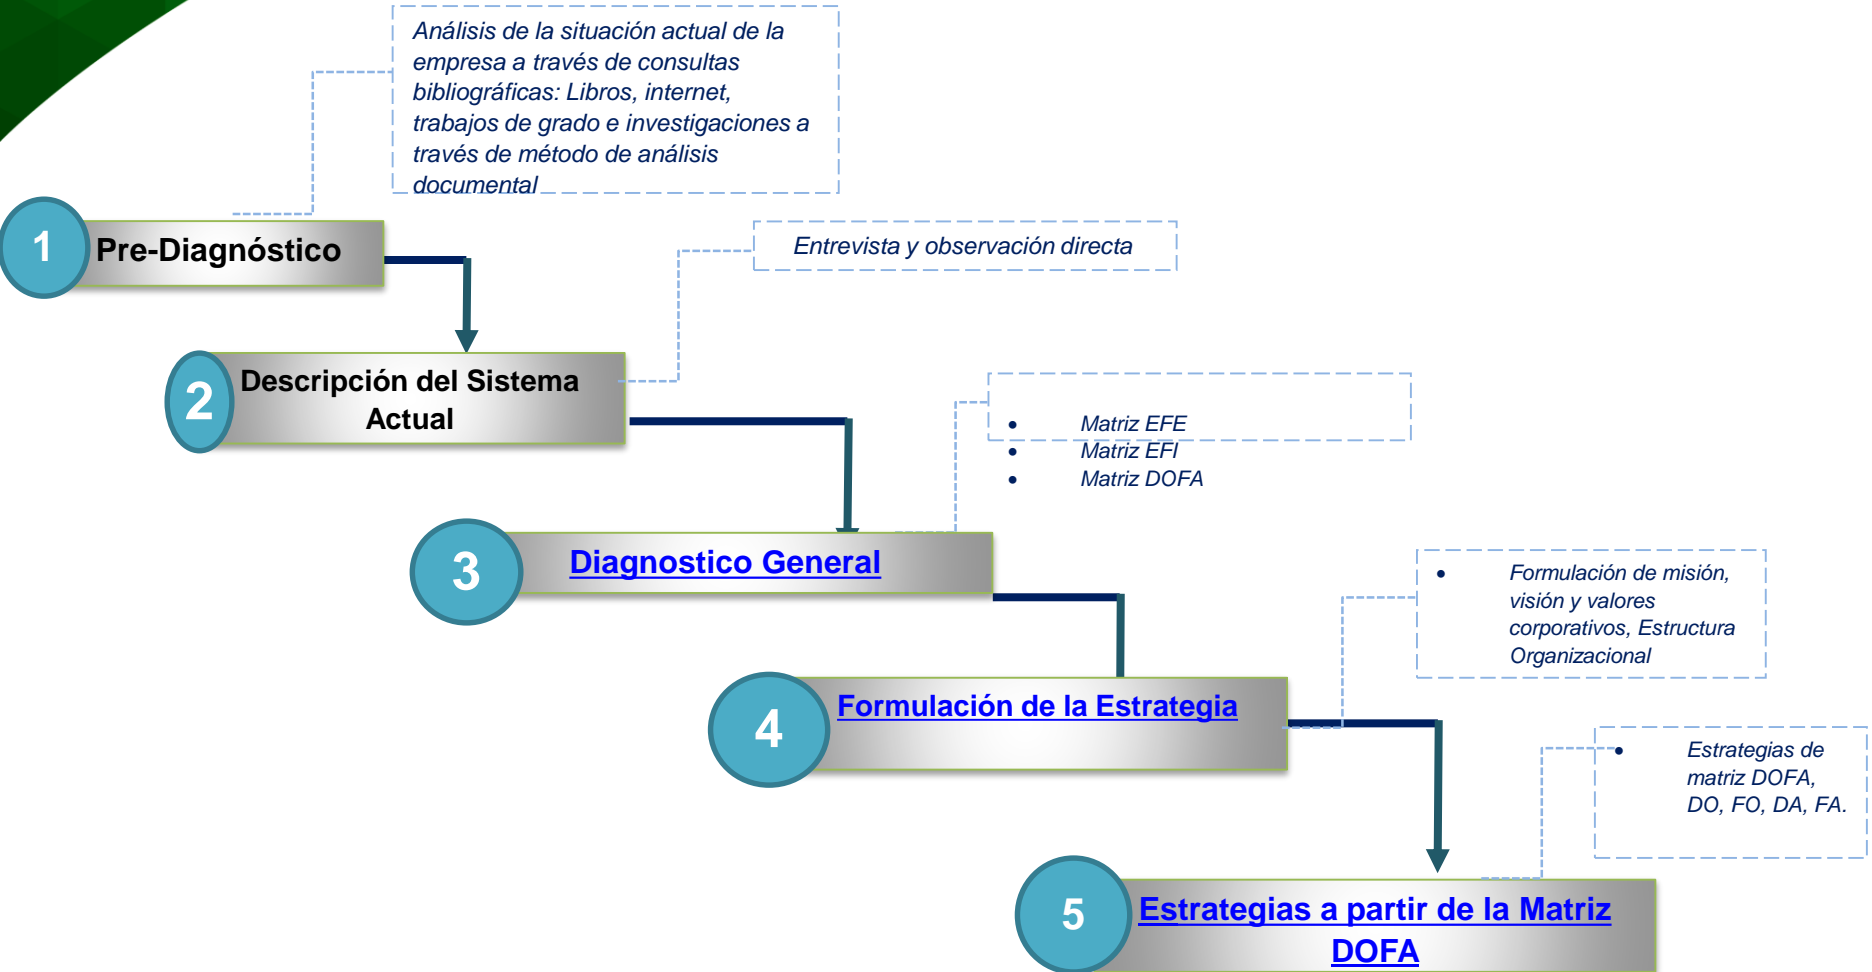 Análisis de la situación actual de la
empresa a través de consultas
bibliográficas: Libros, internet,
trabajos de grado e investigaciones a
través de método de análisis
documental
1
Pre-Diagnóstico
Entrevista y observación directa
2
Descripción del Sistema
Actual
• Matriz EFE
• Matriz EFI
• Matriz DOFA
3
Diagnostico General
• Formulación de misión,
visión y valores
corporativos, Estructura
Organizacional
4
Formulación de la Estrategia
• Estrategias de
matriz DOFA,
DO, FO, DA, FA.
5
Estrategias a partir de la Matriz
DOFA